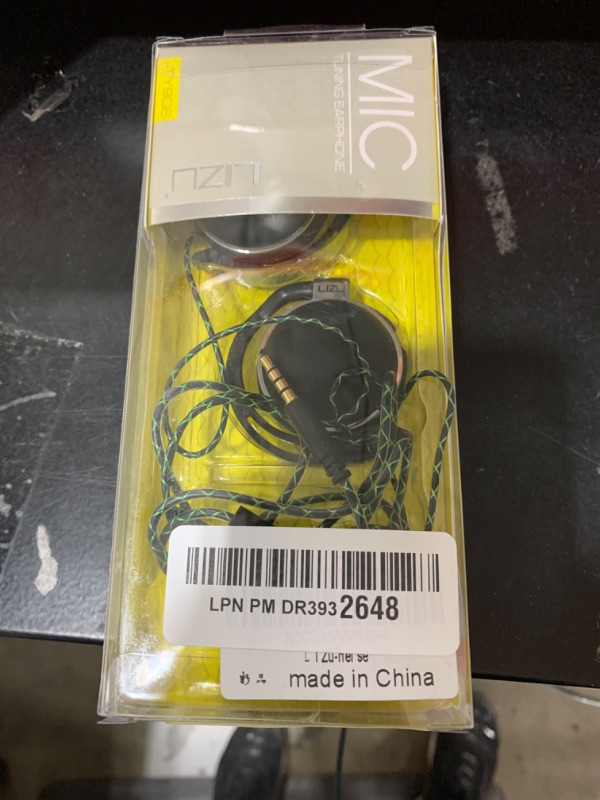 MIC
TUNING EARPHONE
LIZU
LIZU
LPN PM DR3932648
made in China